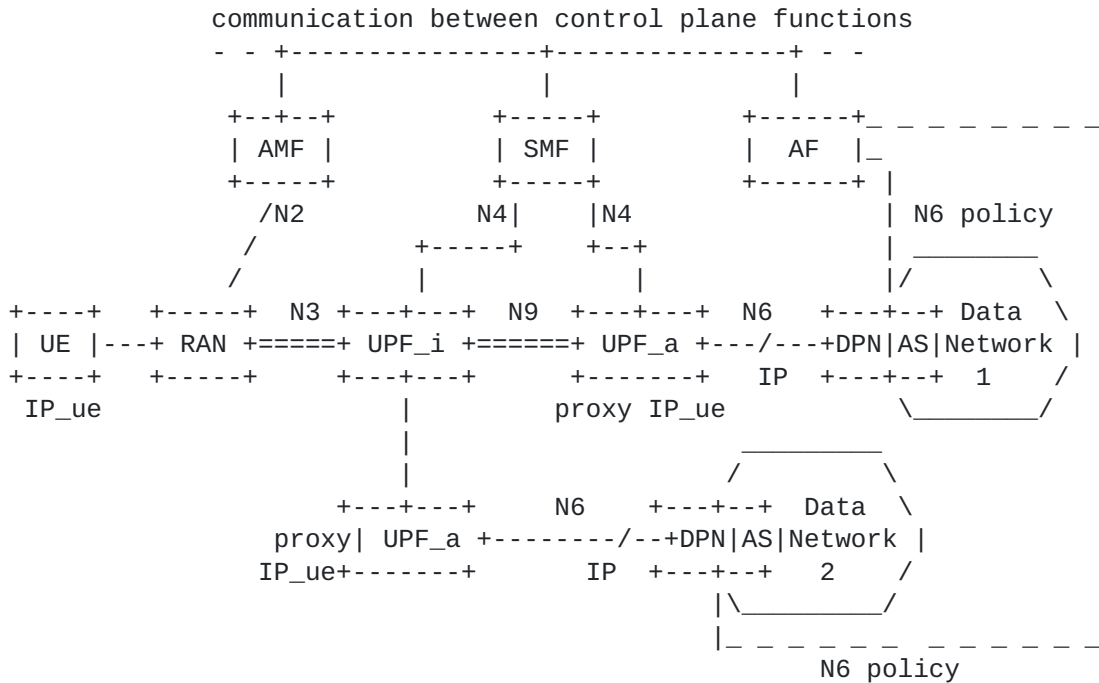 communication between control plane functions
AMF SMF AF
/N2 N4| |N4 N6 policy
N3 N9 N6 Data
UE RAN UPF_i UPF_a DPN|AS|Network
IP 1
IP_ue proxy IP_ue
N6 Data
proxy| UPF_a DPN|AS|Network
IP_ue IP 2
N6 policy